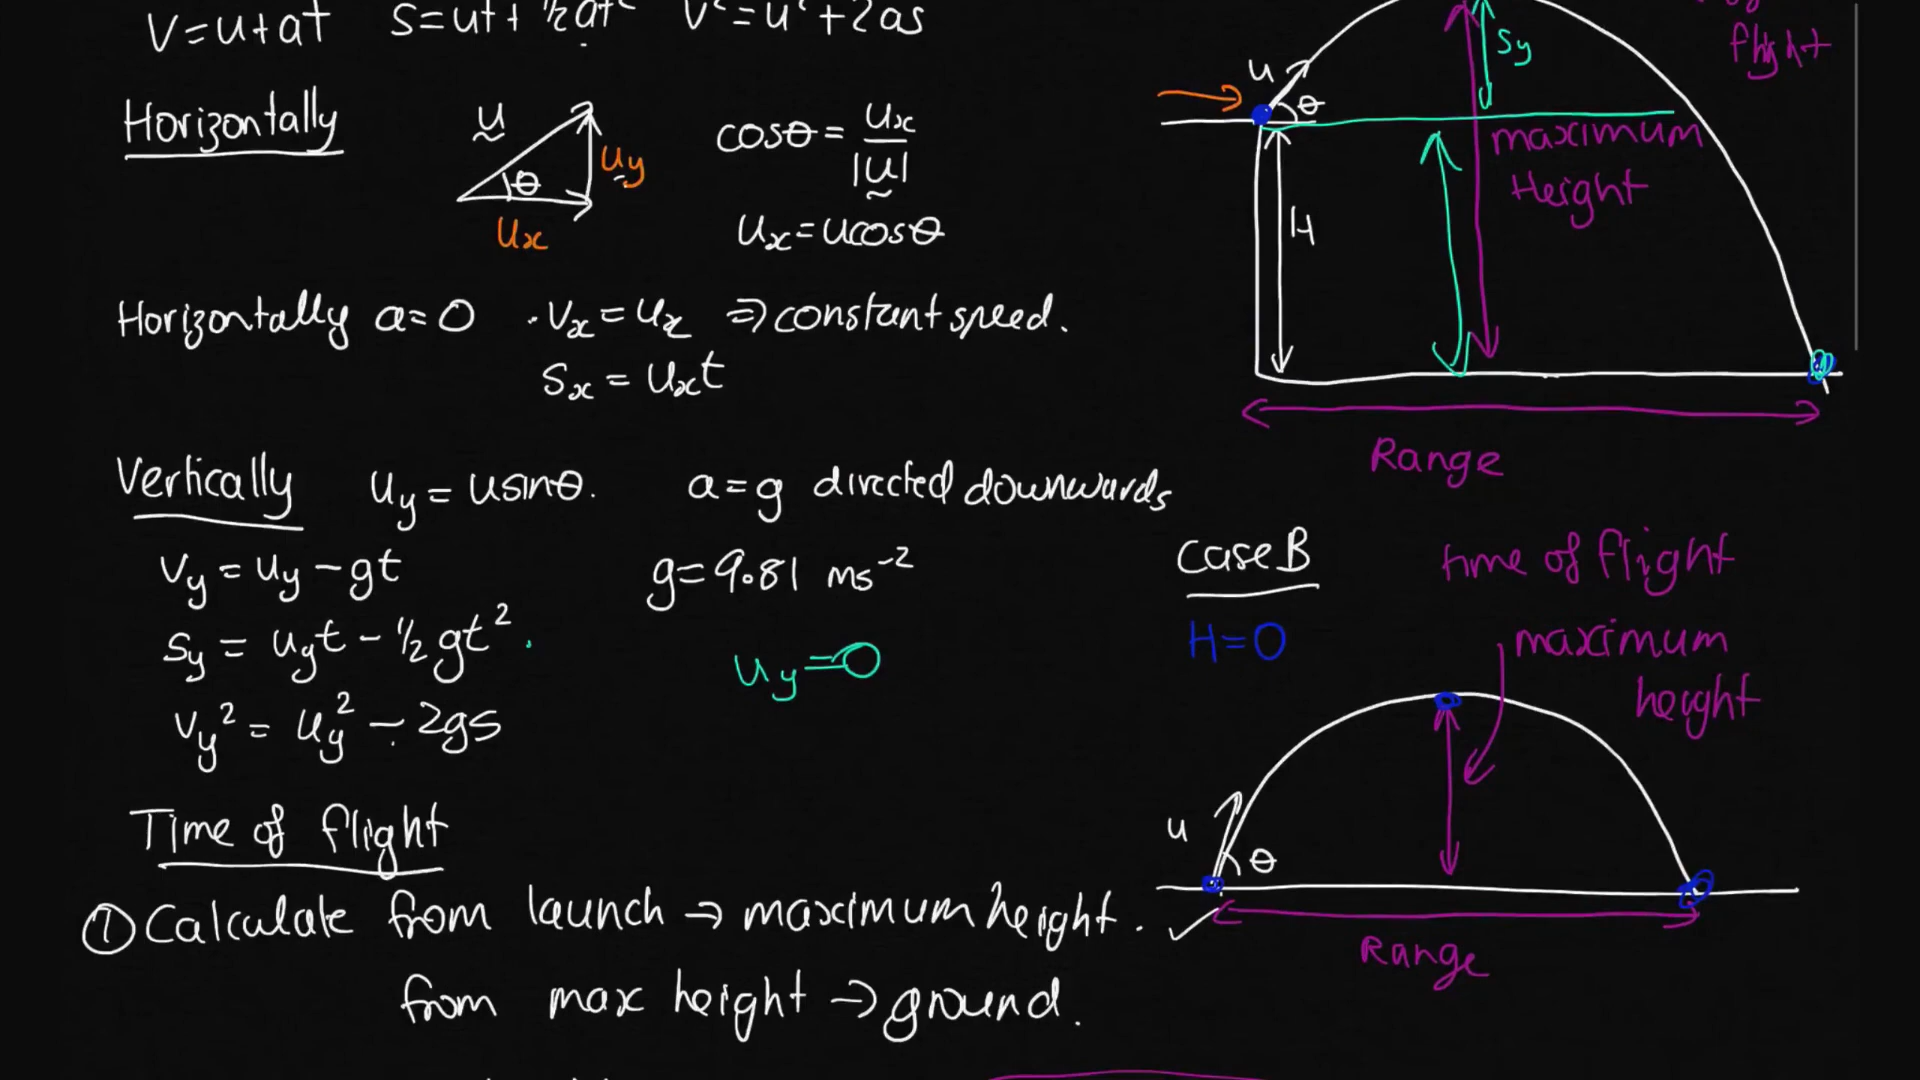 v=u+at s=ut+½at² v²=u²+2as
Horizontally
u
θ
uy
ux
cosθ = ux/|u|
ux=ucosθ
Horizontally a=0 · vx=ux ⇒ constant speed.
sx = uxt
Vertically uy=usinθ. a=g directed downwards
vy=uy-gt g=9.81 ms⁻²
sy = uyt-½gt².
uy=0
vy² = uy² - 2gs
Time of flight
① Calculate from launch → maximum height.
from max height → ground.
flight
sy
u
θ
maximum
Height
H
Range
Case B
H=0
time of flight
maximum
height
u
θ
Range